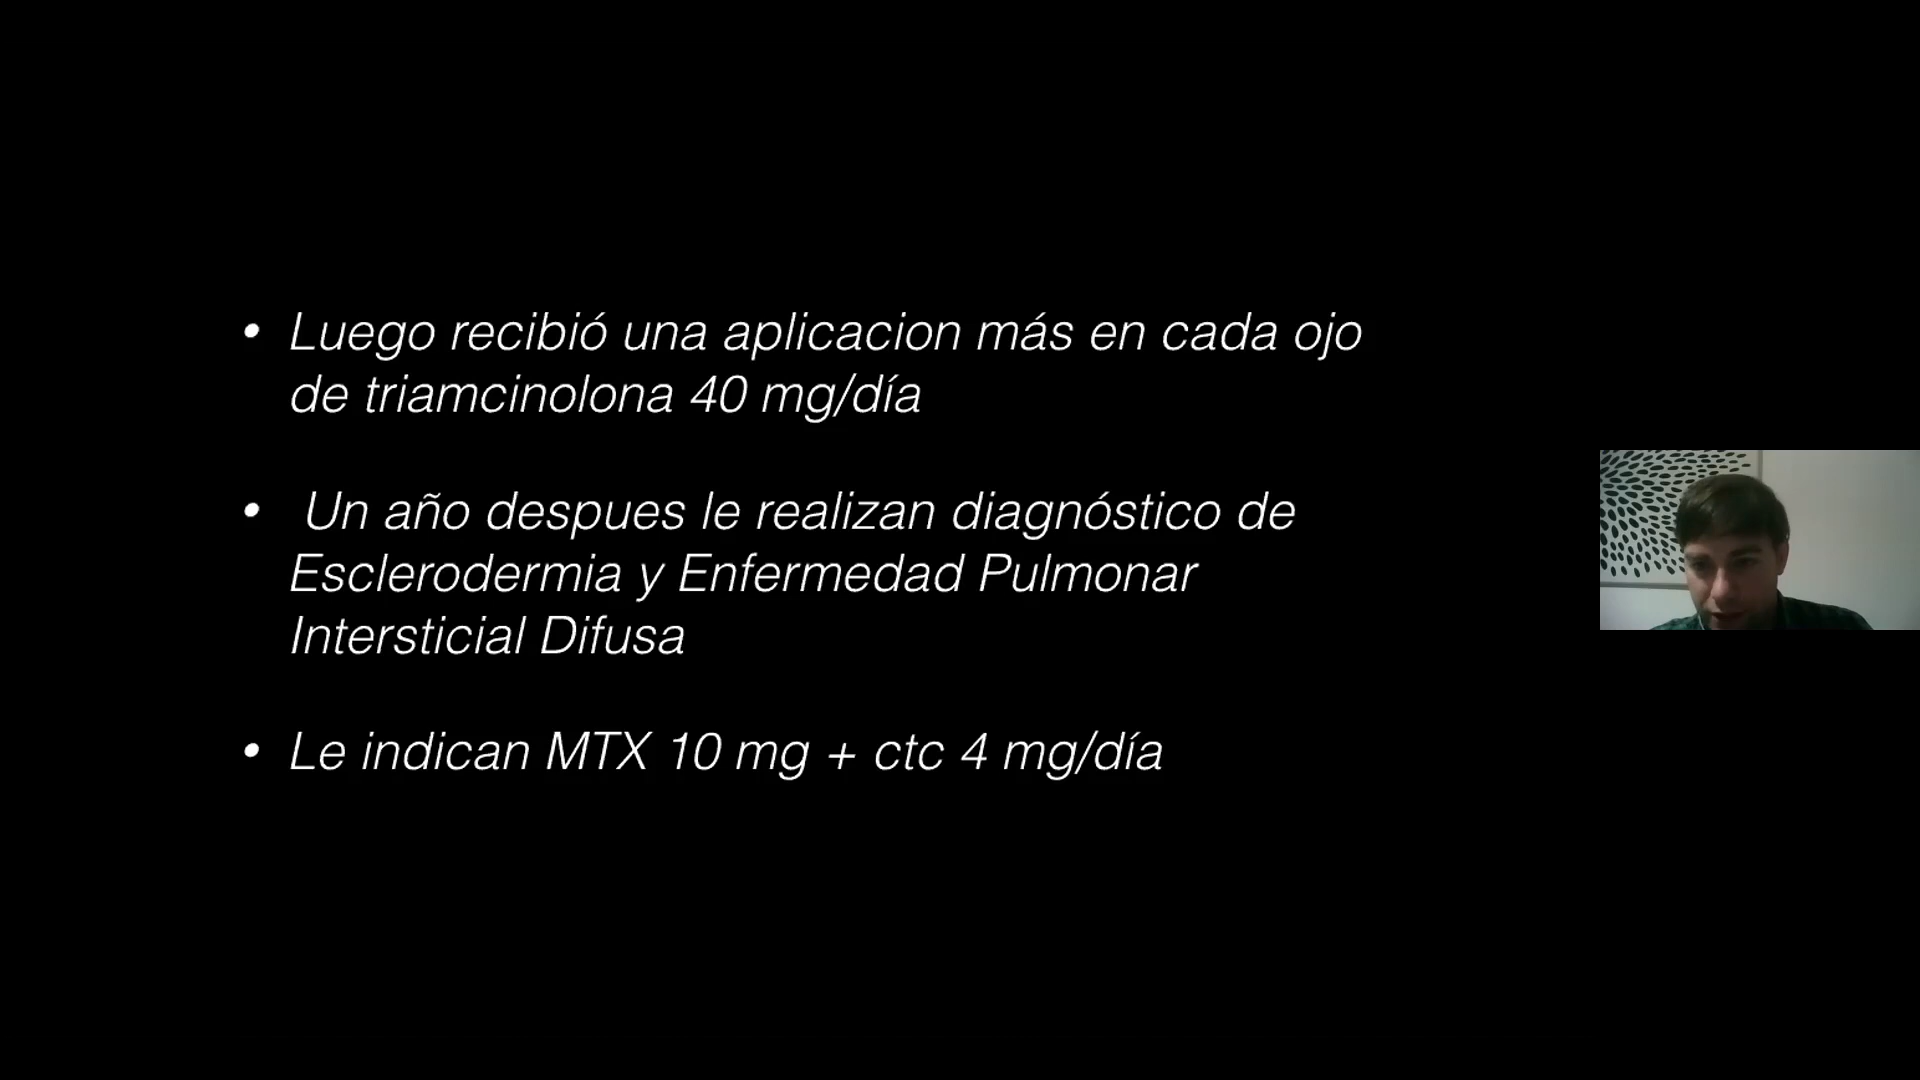 • Luego recibió una aplicacion más en cada ojo
de triamcinolona 40 mg/día
• Un año despues le realizan diagnóstico de
Esclerodermia y Enfermedad Pulmonar
Intersticial Difusa
• Le indican MTX 10 mg + ctc 4 mg/día